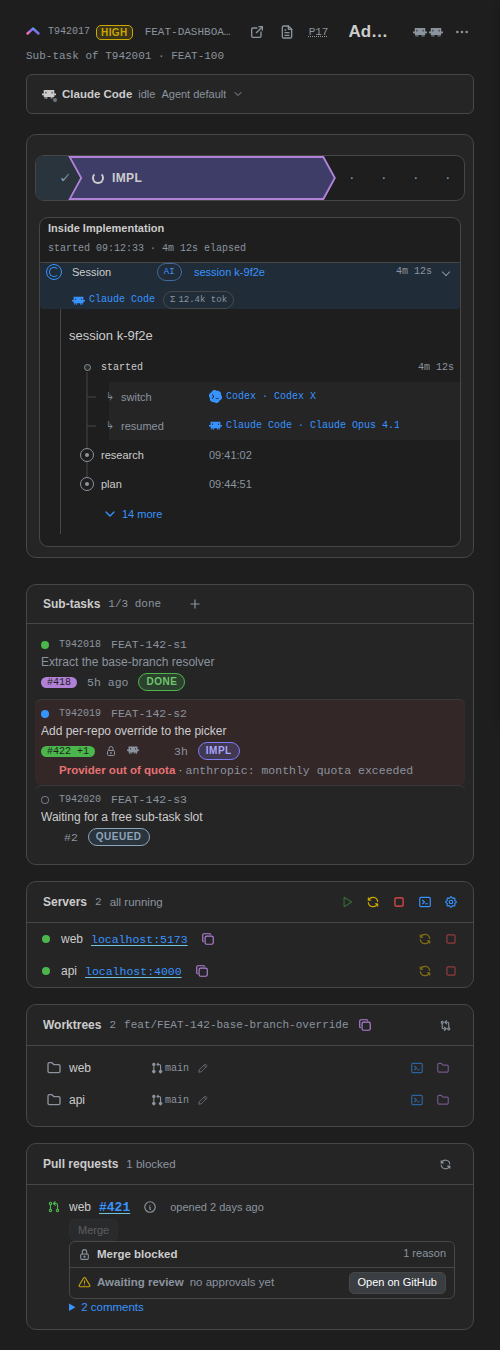 T942017 HIGH FEAT-DASHBOA… P17 Ad…
Sub-task of T942001 · FEAT-100
Claude Code idle Agent default
✓ IMPL · · · ·
Inside Implementation
started 09:12:33 · 4m 12s elapsed
Session AI session k-9f2e 4m 12s
Claude Code Σ 12.4k tok
session k-9f2e
started 4m 12s
↳ switch Codex · Codex X
↳ resumed Claude Code · Claude Opus 4.1
research 09:41:02
plan 09:44:51
14 more
Sub-tasks 1/3 done +
T942018 FEAT-142-s1
Extract the base-branch resolver
#418 5h ago DONE
T942019 FEAT-142-s2
Add per-repo override to the picker
#422 +1 3h IMPL
Provider out of quota · anthropic: monthly quota exceeded
T942020 FEAT-142-s3
Waiting for a free sub-task slot
#2 QUEUED
Servers 2 all running
web localhost:5173
api localhost:4000
Worktrees 2 feat/FEAT-142-base-branch-override
web main
api main
Pull requests 1 blocked
web #421 opened 2 days ago
Merge
Merge blocked 1 reason
Awaiting review no approvals yet Open on GitHub
2 comments